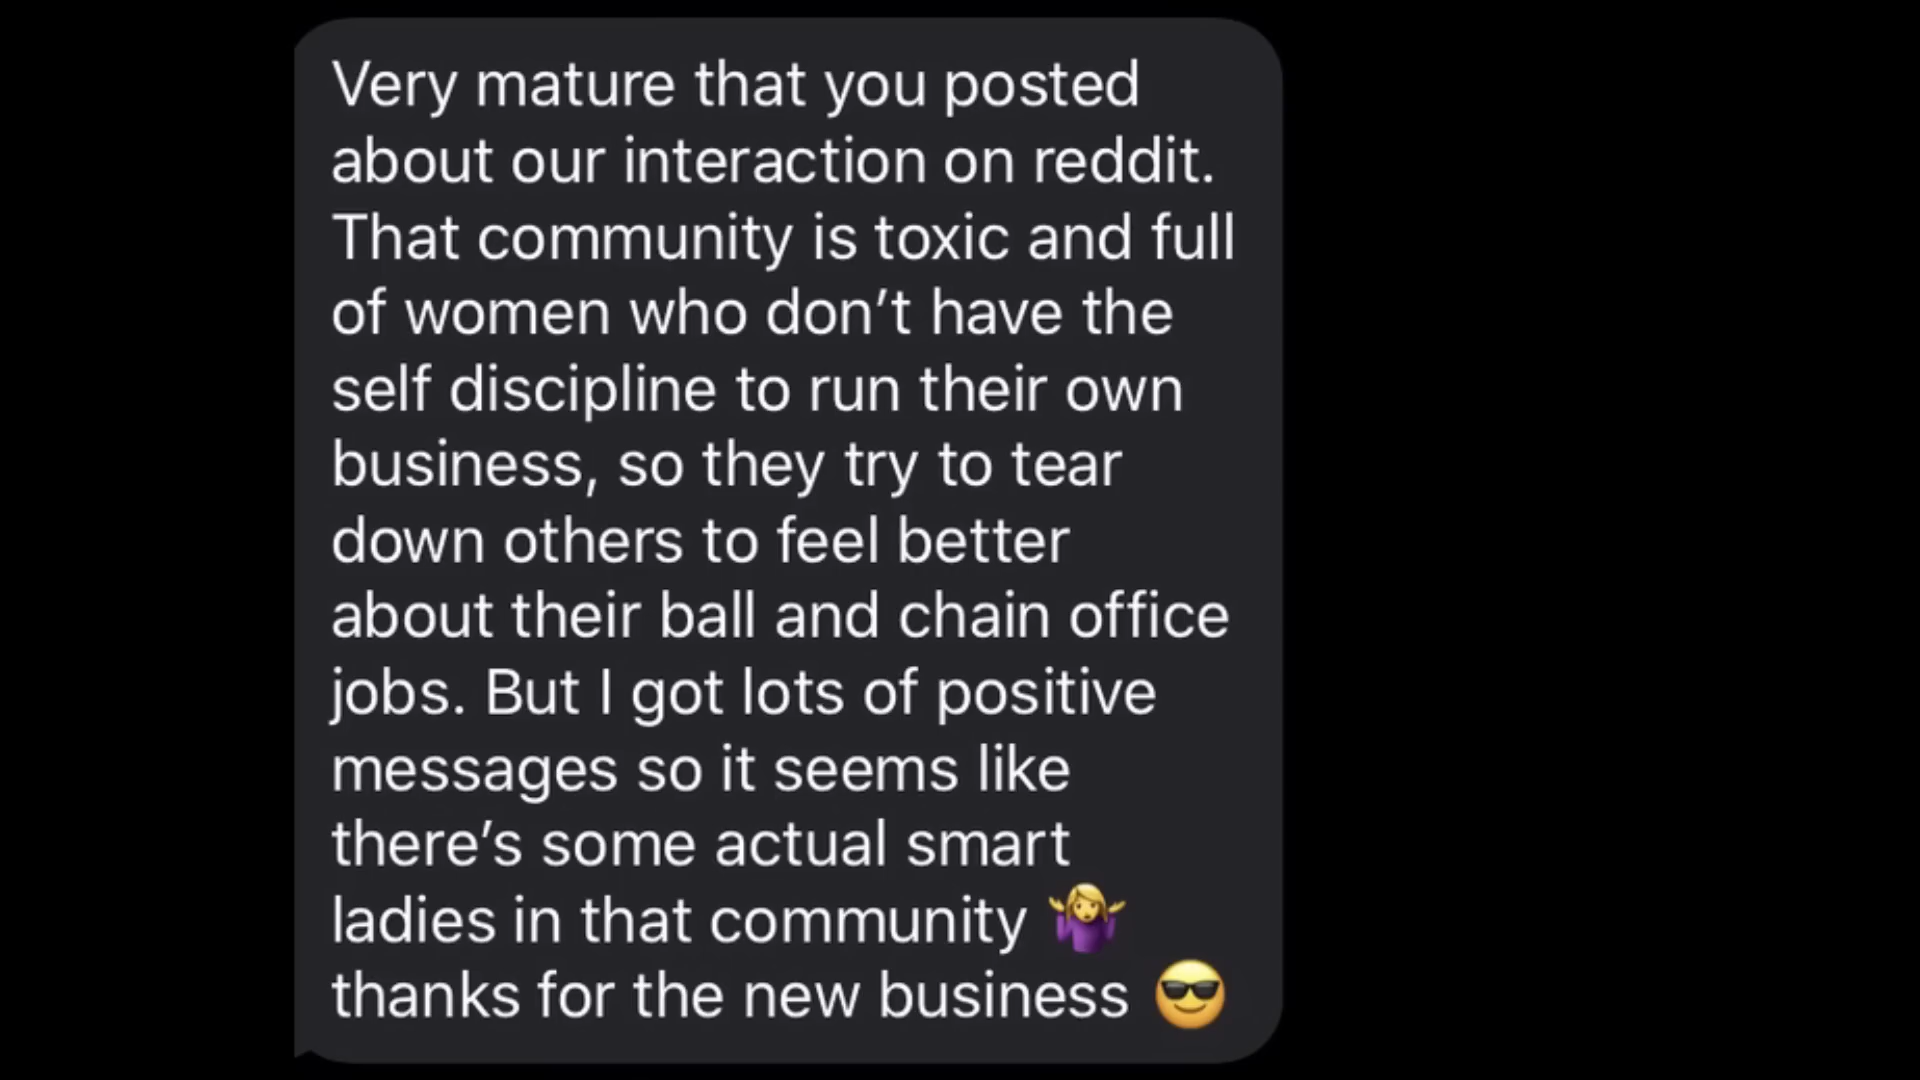 Very mature that you posted
about our interaction on reddit.
That community is toxic and full
of women who don’t have the
self discipline to run their own
business, so they try to tear
down others to feel better
about their ball and chain office
jobs. But I got lots of positive
messages so it seems like
there’s some actual smart
ladies in that community 🤷‍♀️
thanks for the new business 😎